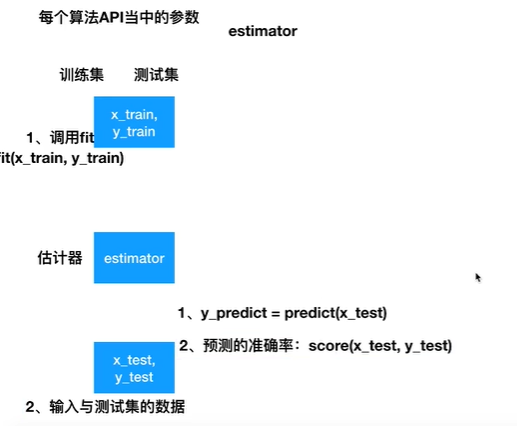 每个算法API当中的参数
estimator
训练集 测试集
x_train,
y_train
1、调用fit
fit(x_train, y_train)
估计器
estimator
1、y_predict = predict(x_test)
2、预测的准确率：score(x_test, y_test)
x_test,
y_test
2、输入与测试集的数据